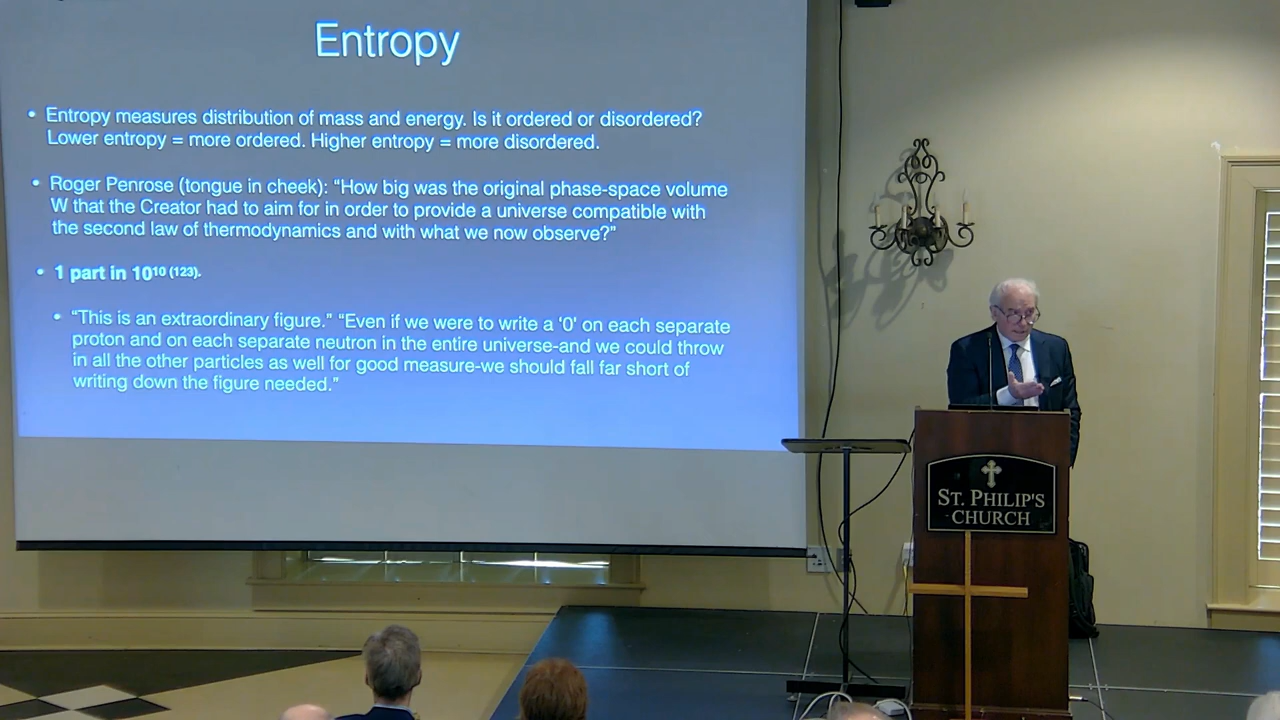 Entropy
• Entropy measures distribution of mass and energy. Is it ordered or disordered?
Lower entropy = more ordered. Higher entropy = more disordered.
• Roger Penrose (tongue in cheek): “How big was the original phase-space volume
W that the Creator had to aim for in order to provide a universe compatible with
the second law of thermodynamics and with what we now observe?”
• 1 part in 10¹⁰ ⁽¹²³⁾.
• “This is an extraordinary figure.” “Even if we were to write a ‘0’ on each separate
proton and on each separate neutron in the entire universe-and we could throw
in all the other particles as well for good measure-we should fall far short of
writing down the figure needed.”
ST. PHILIP'S
CHURCH